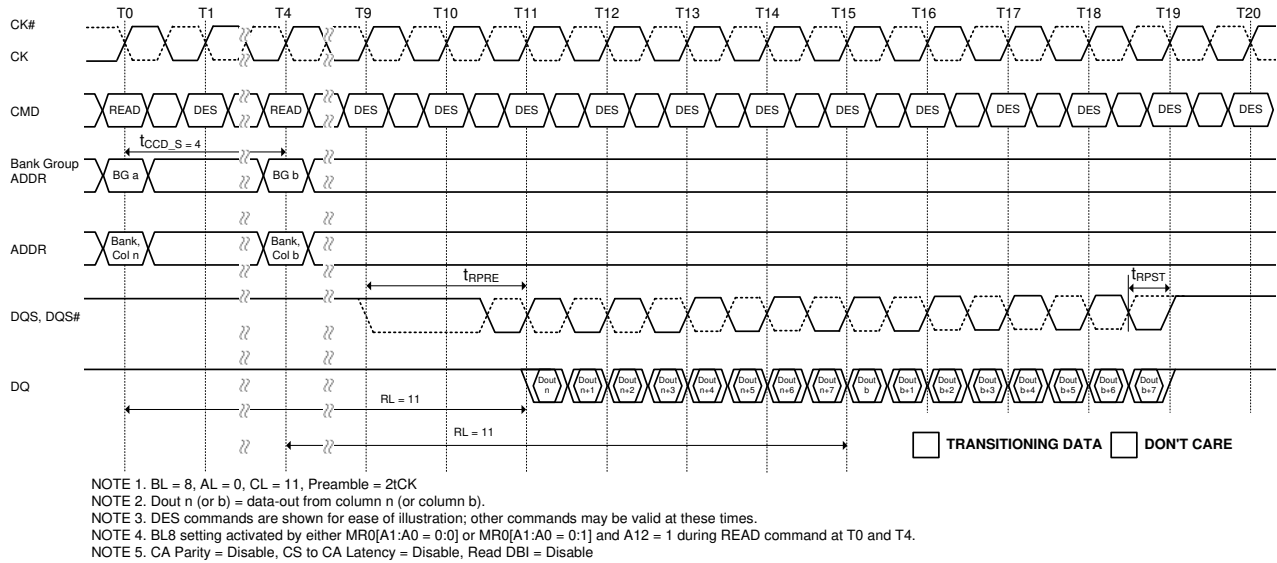 T0 T1 T4 T9 T10 T11 T12 T13 T14 T15 T16 T17 T18 T19 T20
CK#
CK
CMD READ DES READ DES DES DES DES DES DES DES DES DES DES DES DES
tCCD_S = 4
Bank Group
ADDR
BG a BG b
ADDR
Bank, Col n
Bank, Col b
tRPRE tRPST
DQS, DQS#
DQ
Dout n
Dout n+1
Dout n+2
Dout n+3
Dout n+4
Dout n+5
Dout n+6
Dout n+7
Dout b
Dout b+1
Dout b+2
Dout b+3
Dout b+4
Dout b+5
Dout b+6
Dout b+7
RL = 11
RL = 11
TRANSITIONING DATA DON'T CARE
NOTE 1. BL = 8, AL = 0, CL = 11, Preamble = 2tCK
NOTE 2. Dout n (or b) = data-out from column n (or column b).
NOTE 3. DES commands are shown for ease of illustration; other commands may be valid at these times.
NOTE 4. BL8 setting activated by either MR0[A1:A0 = 0:0] or MR0[A1:A0 = 0:1] and A12 = 1 during READ command at T0 and T4.
NOTE 5. CA Parity = Disable, CS to CA Latency = Disable, Read DBI = Disable